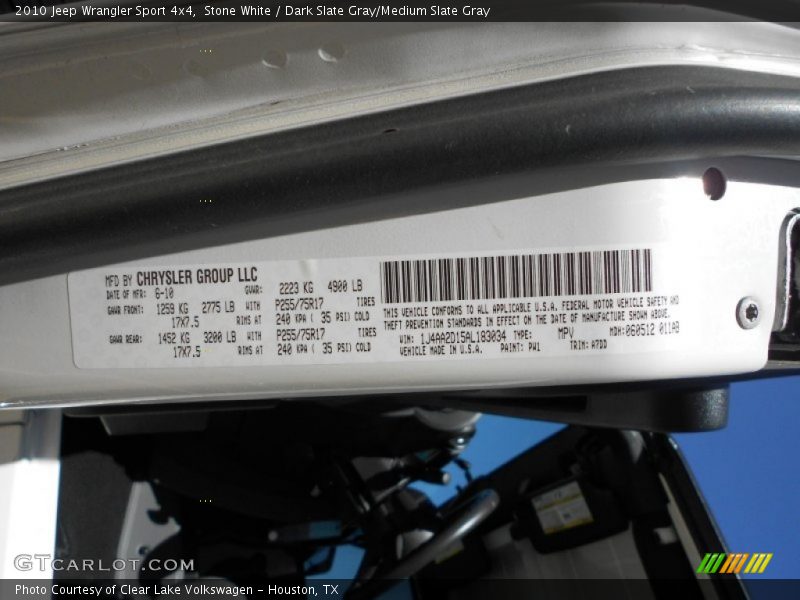 2010 Jeep Wrangler Sport 4x4, Stone White / Dark Slate Gray/Medium Slate Gray
MFD BY CHRYSLER GROUP LLC
DATE OF MFR: 6-10 GVWR: 2223 KG 4900 LB
GAWR FRONT: 1259 KG 2775 LB WITH P255/75R17 TIRES
17X7.5 RIMS AT 240 KPA ( 35 PSI) COLD
GAWR REAR: 1452 KG 3200 LB WITH P255/75R17 TIRES
17X7.5 RIMS AT 240 KPA ( 35 PSI) COLD
THIS VEHICLE CONFORMS TO ALL APPLICABLE U.S.A. FEDERAL MOTOR VEHICLE SAFETY AND
THEFT PREVENTION STANDARDS IN EFFECT ON THE DATE OF MANUFACTURE SHOWN ABOVE.
VIN: 1J4AA2D15AL183034 TYPE: MPV MDH: 060512 011AB
VEHICLE MADE IN U.S.A. PAINT: PW1 TRIM: A7DD
GTCARLOT.COM
Photo Courtesy of Clear Lake Volkswagen - Houston, TX